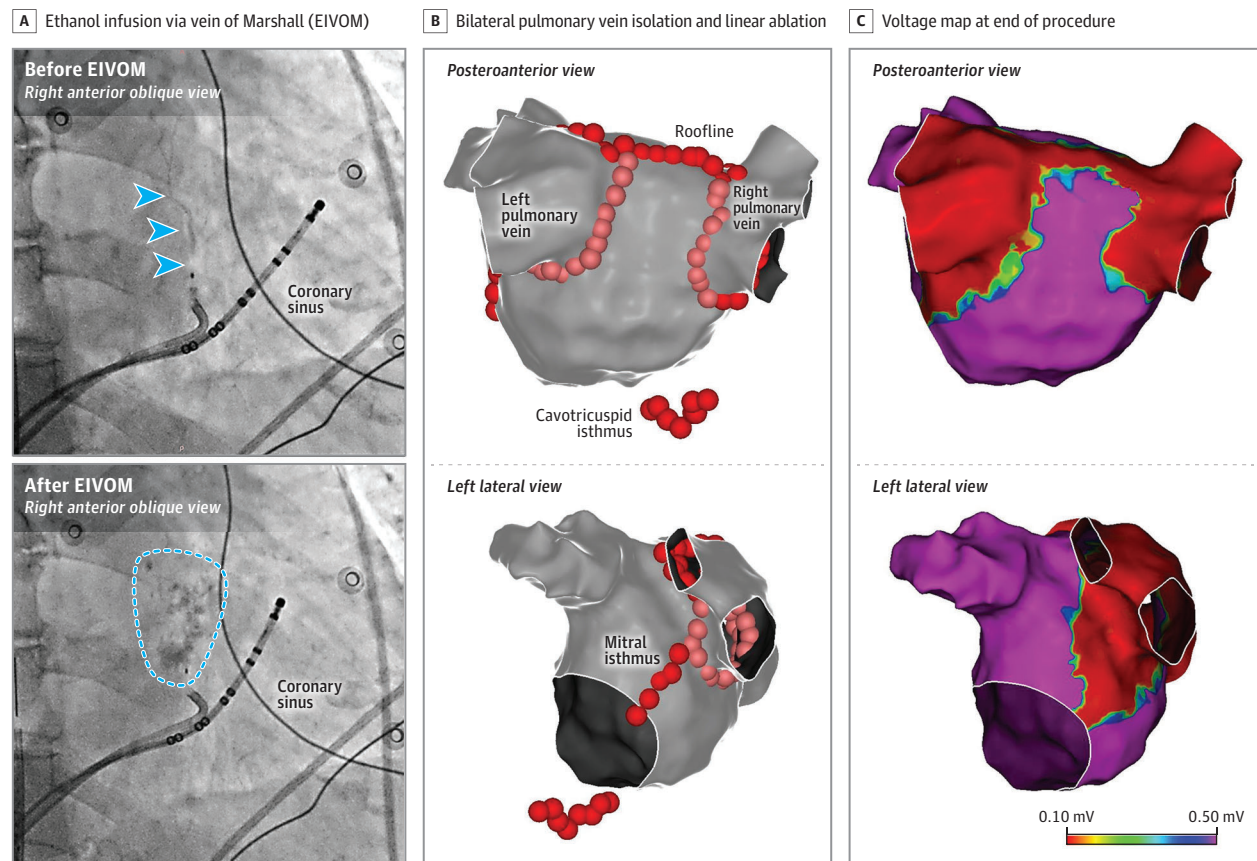 A Ethanol infusion via vein of Marshall (EIVOM)
Before EIVOM
Right anterior oblique view
Coronary
sinus
After EIVOM
Right anterior oblique view
Coronary
sinus
B Bilateral pulmonary vein isolation and linear ablation
Posteroanterior view
Roofline
Left
pulmonary
vein
Right
pulmonary
vein
Cavotricuspid
isthmus
Left lateral view
Mitral
isthmus
C Voltage map at end of procedure
Posteroanterior view
Left lateral view
0.10 mV 0.50 mV